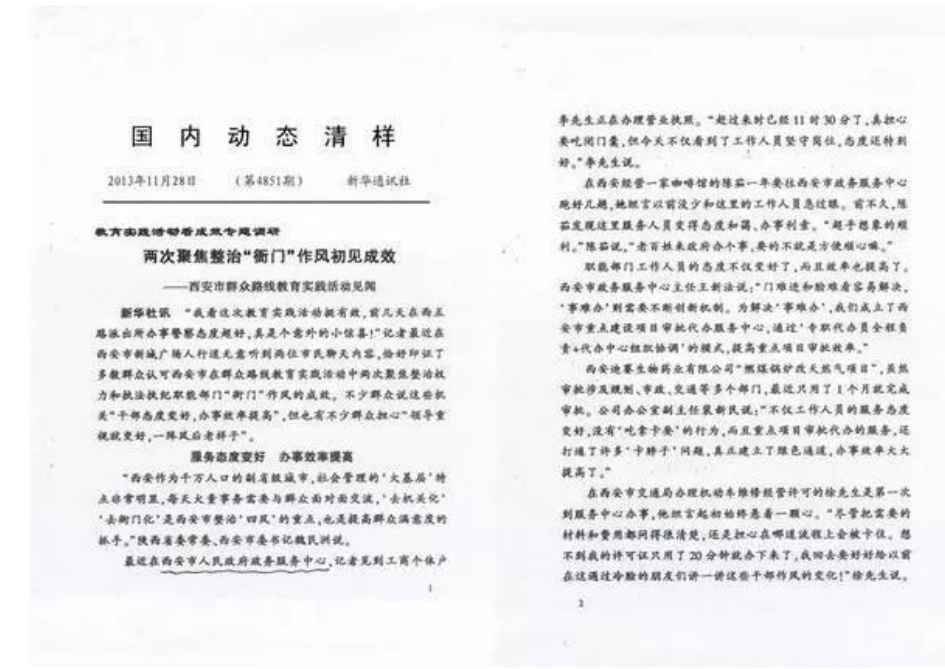 国内动态清样
2013年11月28日 （第4851期） 新华通讯社
教育实践活动看成效专题调研
两次聚焦整治“衙门”作风初见成效
——西安市群众路线教育实践活动见闻
新华社讯 “我看这次教育实践活动挺有效，前几天在西五
路派出所办事警察态度超好，真是个意外的小惊喜！”记者最近在
西安市新城广场人行道无意听到两位市民聊天内容，恰好印证了
多数群众认可西安市在群众路线教育实践活动中两次聚焦整治权
力和执法执纪职能部门“衙门”作风的成效。不少群众说这些机
关“干部态度变好，办事效率提高”，但也有不少群众担心“领导重
视就变好，一阵风后老样子”。
服务态度变好 办事效率提高
“西安作为千万人口的副省级城市，社会管理的‘大基层’特
点非常明显，每天大量事务需要与群众面对面交流，‘去机关化’
‘去衙门化’是西安市整治‘四风’的重点，也是提高群众满意度的
抓手。”陕西省委常委、西安市委书记魏民洲说。
最近在西安市人民政府政务服务中心，记者见到工商个体户
1
李先生正在办理营业执照。“赶过来时已经11时30分了，真担心
要吃闭门羹，但今天不仅看到了工作人员坚守岗位，态度还特别
好。”李先生说。
在西安经营一家咖啡馆的陈茹一年要往西安市政务服务中心
跑好几趟，她坦言以前没少和这里的工作人员急过眼。前不久，陈
茹发现这里服务人员变得态度和蔼、办事利索。“超乎想象的顺
利。”陈茹说，“老百姓来政府办个事，要的不就是方便顺心嘛。”
职能部门工作人员的态度不仅变好了，而且效率也提高了。
西安市政务服务中心主任王新法说：“门难进和脸难看容易解决，
‘事难办’则需要不断创新机制。为解决‘事难办’，我们成立了西
安市重点建设项目审批代办服务中心，通过‘专职代办员全程负
责+代办中心组织协调’的模式，提高重点项目审批效率。”
西安迪赛生物药业有限公司“燃煤锅炉改天然气项目”，虽然
审批涉及规划、市政、交通等多个部门，最近只用了1个月就完成
审批。公司办公室副主任裴新民说：“不仅工作人员的服务态度
变好，没有‘吃拿卡要’的行为，而且重点项目审批代办的服务，还
打通了许多‘卡脖子’问题，真正建立了绿色通道，办事效率大大
提高了。”
在西安市交通局办理机动车维修经营许可的徐先生是第一次
到服务中心办事，他坦言起初始终悬着一颗心。“尽管把需要的
材料和费用都问得很清楚，还是担心在哪道流程上会被卡住。想
不到我的许可证只用了20分钟就办下来了，我回去要好好给以前
在这遇过冷脸的朋友们讲一讲这些干部作风的变化！”徐先生说。
2